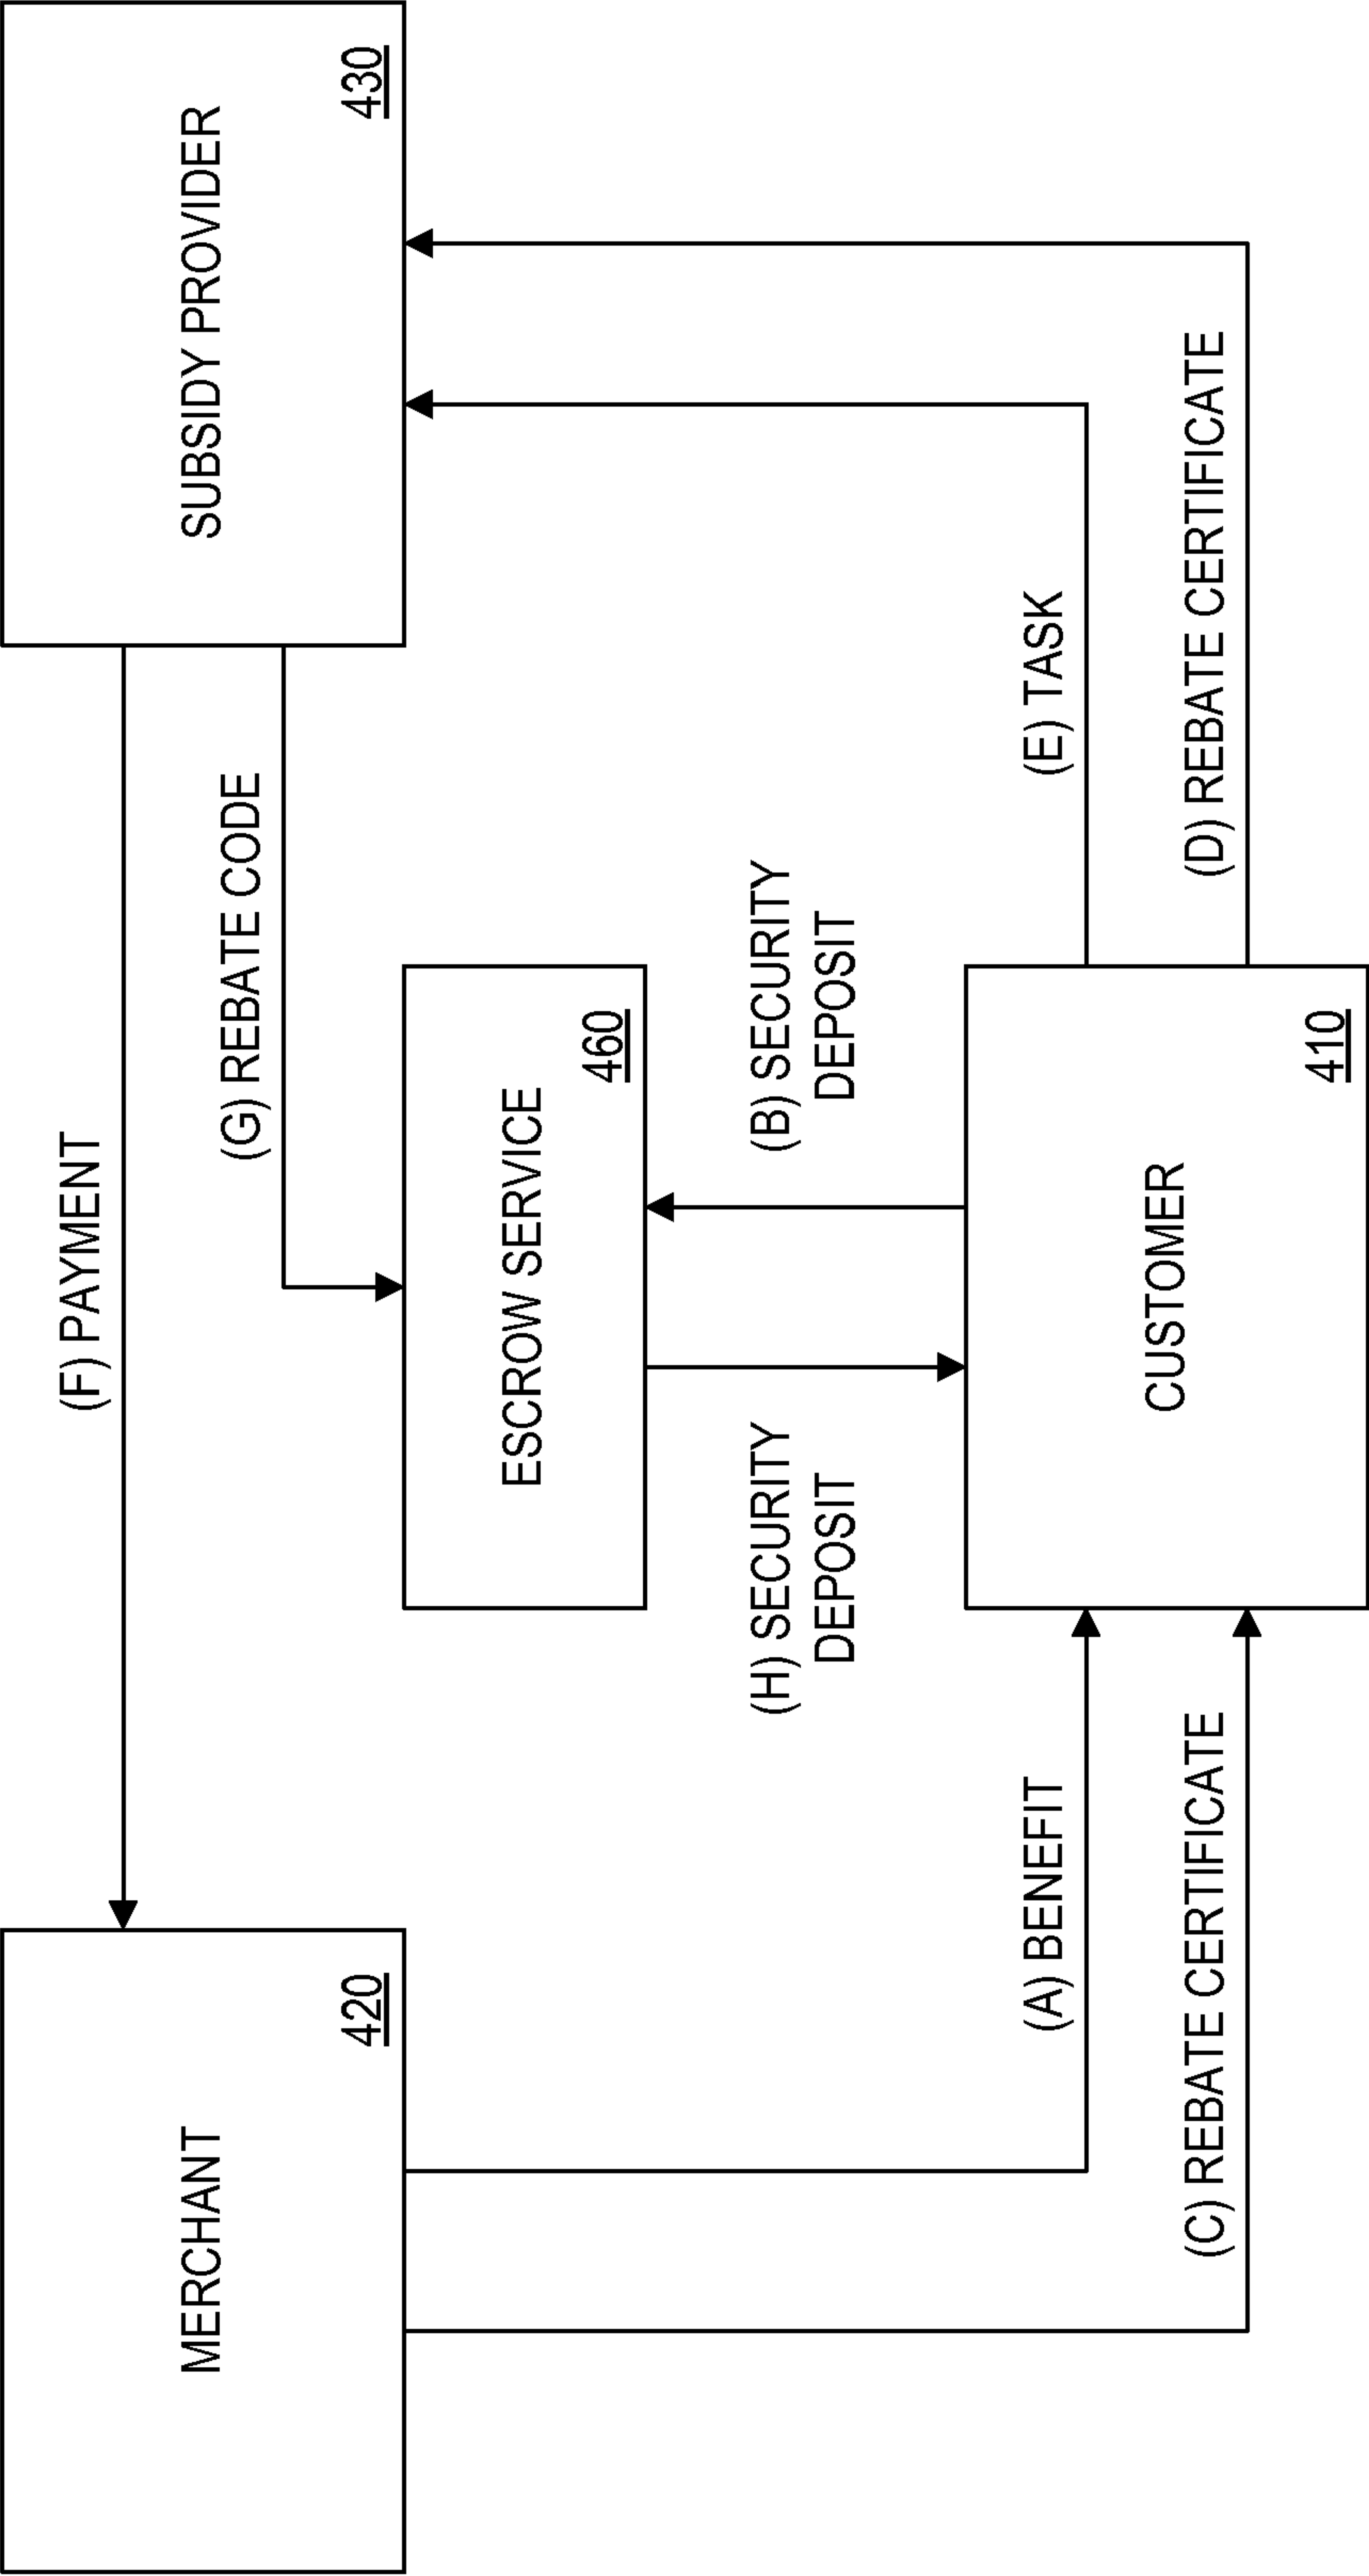 (F) PAYMENT
MERCHANT
420
SUBSIDY PROVIDER
430
(G) REBATE CODE
ESCROW SERVICE
460
(H) SECURITY
DEPOSIT
(B) SECURITY
DEPOSIT
(A) BENEFIT
(E) TASK
CUSTOMER
410
(C) REBATE CERTIFICATE
(D) REBATE CERTIFICATE